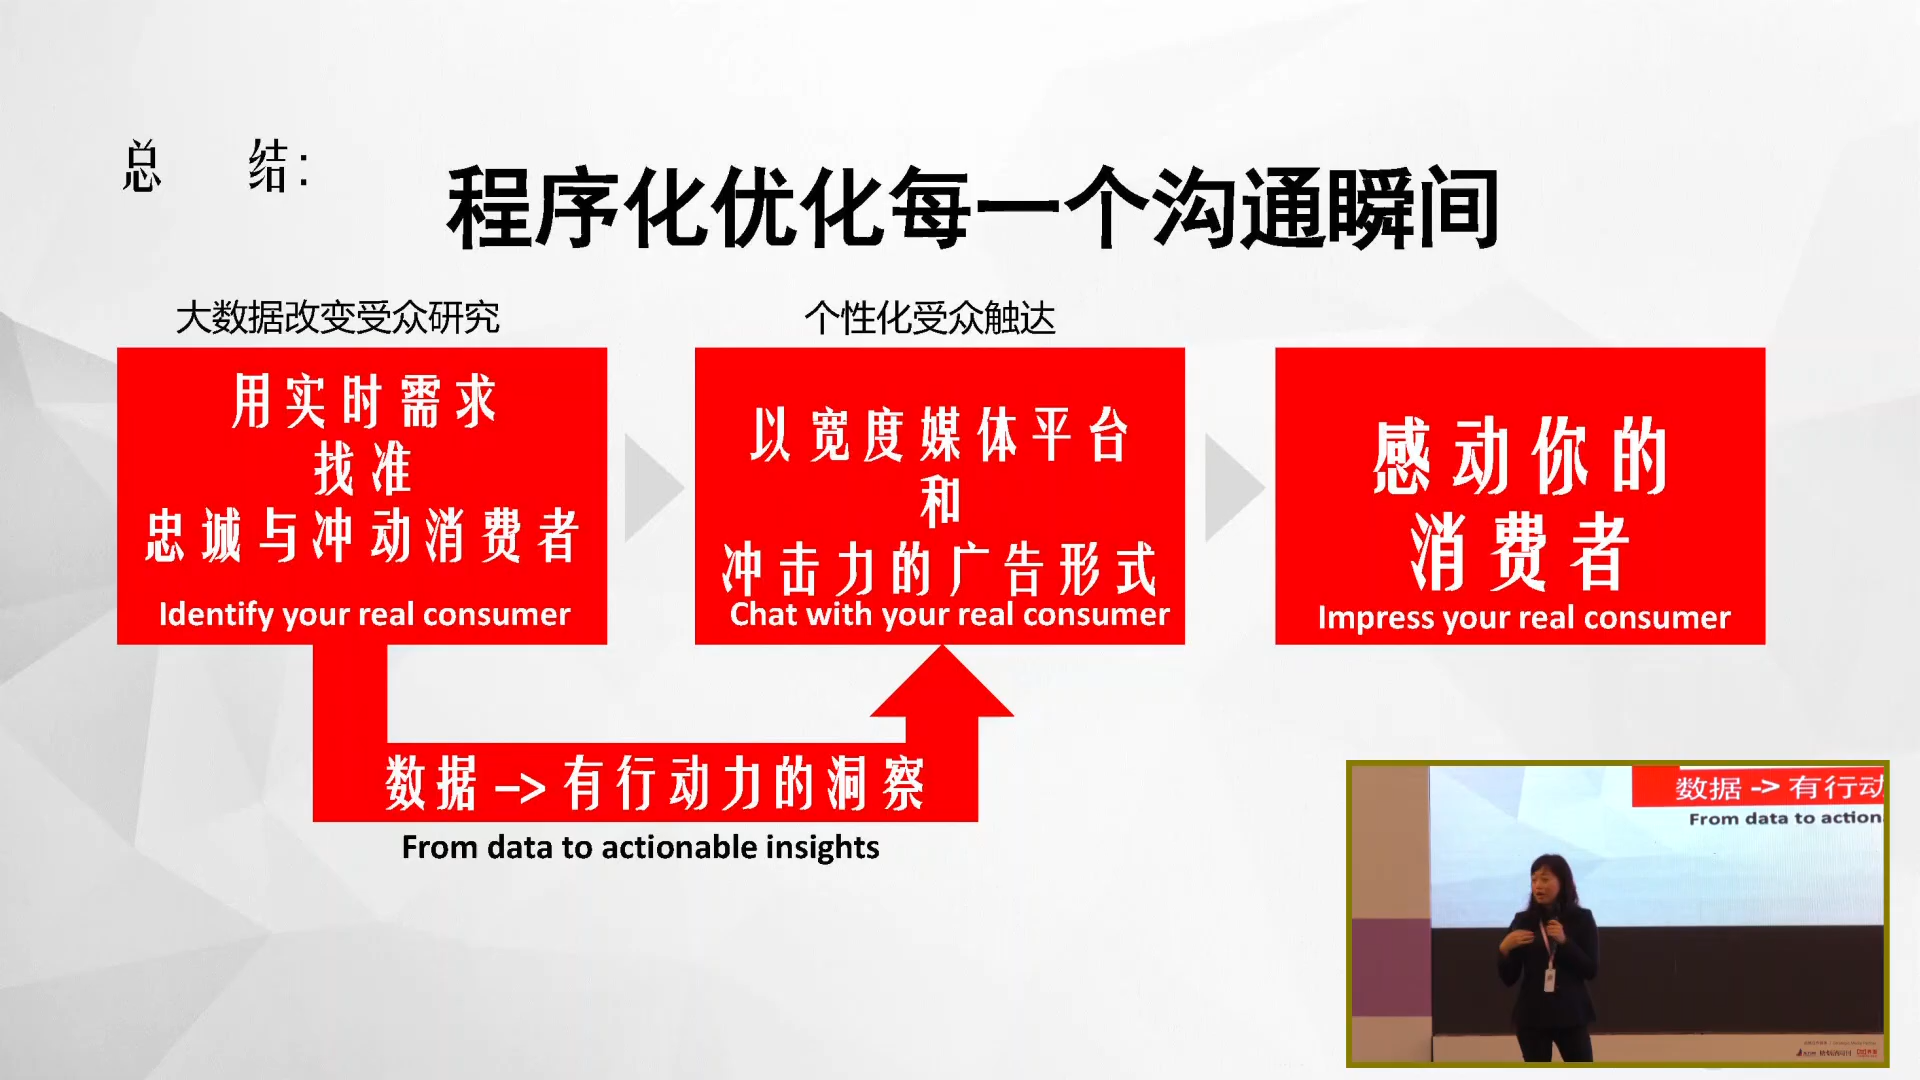 总 结:
程序化优化每一个沟通瞬间
大数据改变受众研究
用实时需求
找准
忠诚与冲动消费者
Identify your real consumer
个性化受众触达
以宽度媒体平台
和
冲击力的广告形式
Chat with your real consumer
感动你的
消费者
Impress your real consumer
数据 –> 有行动力的洞察
From data to actionable insights
数据 -> 有行动
From data to action